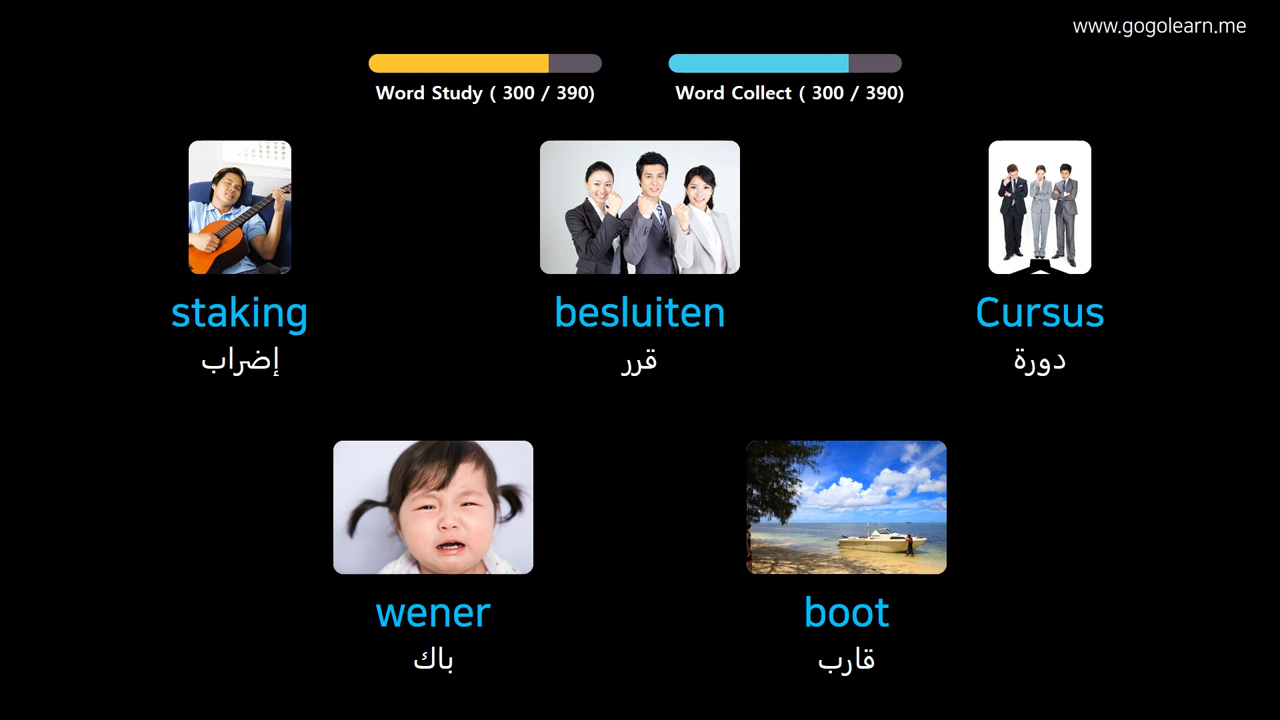 www.gogolearn.me
Word Study ( 300 / 390)
Word Collect ( 300 / 390)
staking
إضراب
besluiten
قرر
Cursus
دورة
wener
باك
boot
قارب